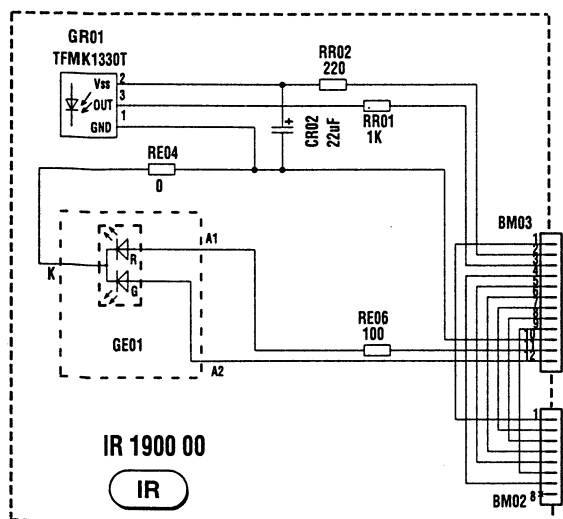 GR01
TFMK1330T
Vss 2
OUT 3
GND 1
RR02
220
RR01
1K
CR02
22uF
+
RE04
0
BM03
K
R
G
A1
A2
GE01
RE06
100
1
2
3
4
5
6
7
8
9
10
11
12
IR 1900 00
IR
1
8
BM02